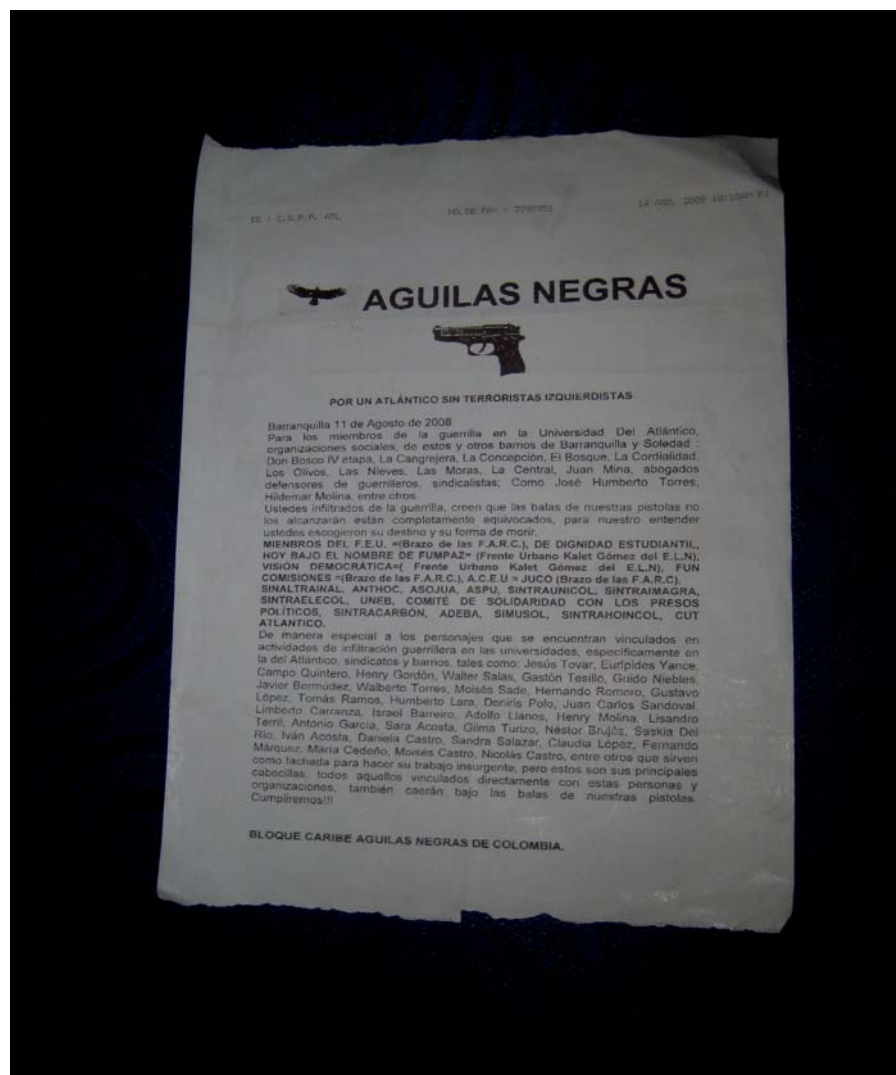 DE : C.S.P.P. ATL
NO. DE FAX :
14 AGO. 2008 10:
AGUILAS NEGRAS
POR UN ATLÁNTICO SIN TERRORISTAS IZQUIERDISTAS
Barranquilla 11 de Agosto de 2008
Para los miembros de la guerrilla en la Universidad Del Atlántico,
organizaciones sociales, de estos y otros barrios de Barranquilla y Soledad :
Don Bosco IV etapa, La Cangrejera, La Concepción, El Bosque, La Cordialidad,
Los Olivos, Las Nieves, Las Moras, La Central, Juan Mina, abogados
defensores de guerrilleros, sindicalistas; Como José Humberto Torres,
Hildemar Molina, entre otros.
Ustedes infiltrados de la guerrilla, creen que las balas de nuestras pistolas no
los alcanzarán están completamente equivocados, para nuestro entender
ustedes escogieron su destino y su forma de morir.
MIENBROS DEL F.E.U. =(Brazo de las F.A.R.C.), DE DIGNIDAD ESTUDIANTIL,
HOY BAJO EL NOMBRE DE FUMPAZ= (Frente Urbano Kalet Gómez del E.L.N),
VISIÓN DEMOCRÁTICA=( Frente Urbano Kalet Gómez del E.L.N), FUN
COMISIONES =(Brazo de las F.A.R.C.), A.C.E.U = JUCO (Brazo de las F.A.R.C),
SINALTRAINAL, ANTHOC, ASOJUA, ASPU, SINTRAUNICOL, SINTRAIMAGRA,
SINTRAELECOL, UNEB, COMITÉ DE SOLIDARIDAD CON LOS PRESOS
POLÍTICOS, SINTRACARBÓN, ADEBA, SIMUSOL, SINTRAHOINCOL, CUT
ATLANTICO.
De manera especial a los personajes que se encuentran vinculados en
actividades de infiltración guerrillera en las universidades, específicamente en
la del Atlántico, sindicatos y barrios, tales como: Jesús Tovar, Eurípides Yance,
Campo Quintero, Henry Gordón, Walter Salas, Gastón Tesillo, Guido Niebles,
Javier Bermúdez, Walberto Torres, Moisés Sade, Hernando Romero, Gustavo
López, Tomás Ramos, Humberto Lara, Deniris Polo, Juan Carlos Sandoval,
Limberto Carranza, Israel Barreiro, Adolfo Llanos, Henry Molina, Lisandro
Terril, Antonio García, Sara Acosta, Gilma Turizo, Néstor Brujés, Saskia Del
Río, Iván Acosta, Daniela Castro, Sandra Salazar, Claudia López, Fernando
Márquez, María Cedeño, Moisés Castro, Nicolás Castro, entre otros que sirven
como fachada para hacer su trabajo insurgente, pero estos son sus principales
cabecillas, todos aquellos vinculados directamente con estas personas y
organizaciones, también caerán bajo las balas de nuestras pistolas.
Cumpliremos!!!
BLOQUE CARIBE AGUILAS NEGRAS DE COLOMBIA.